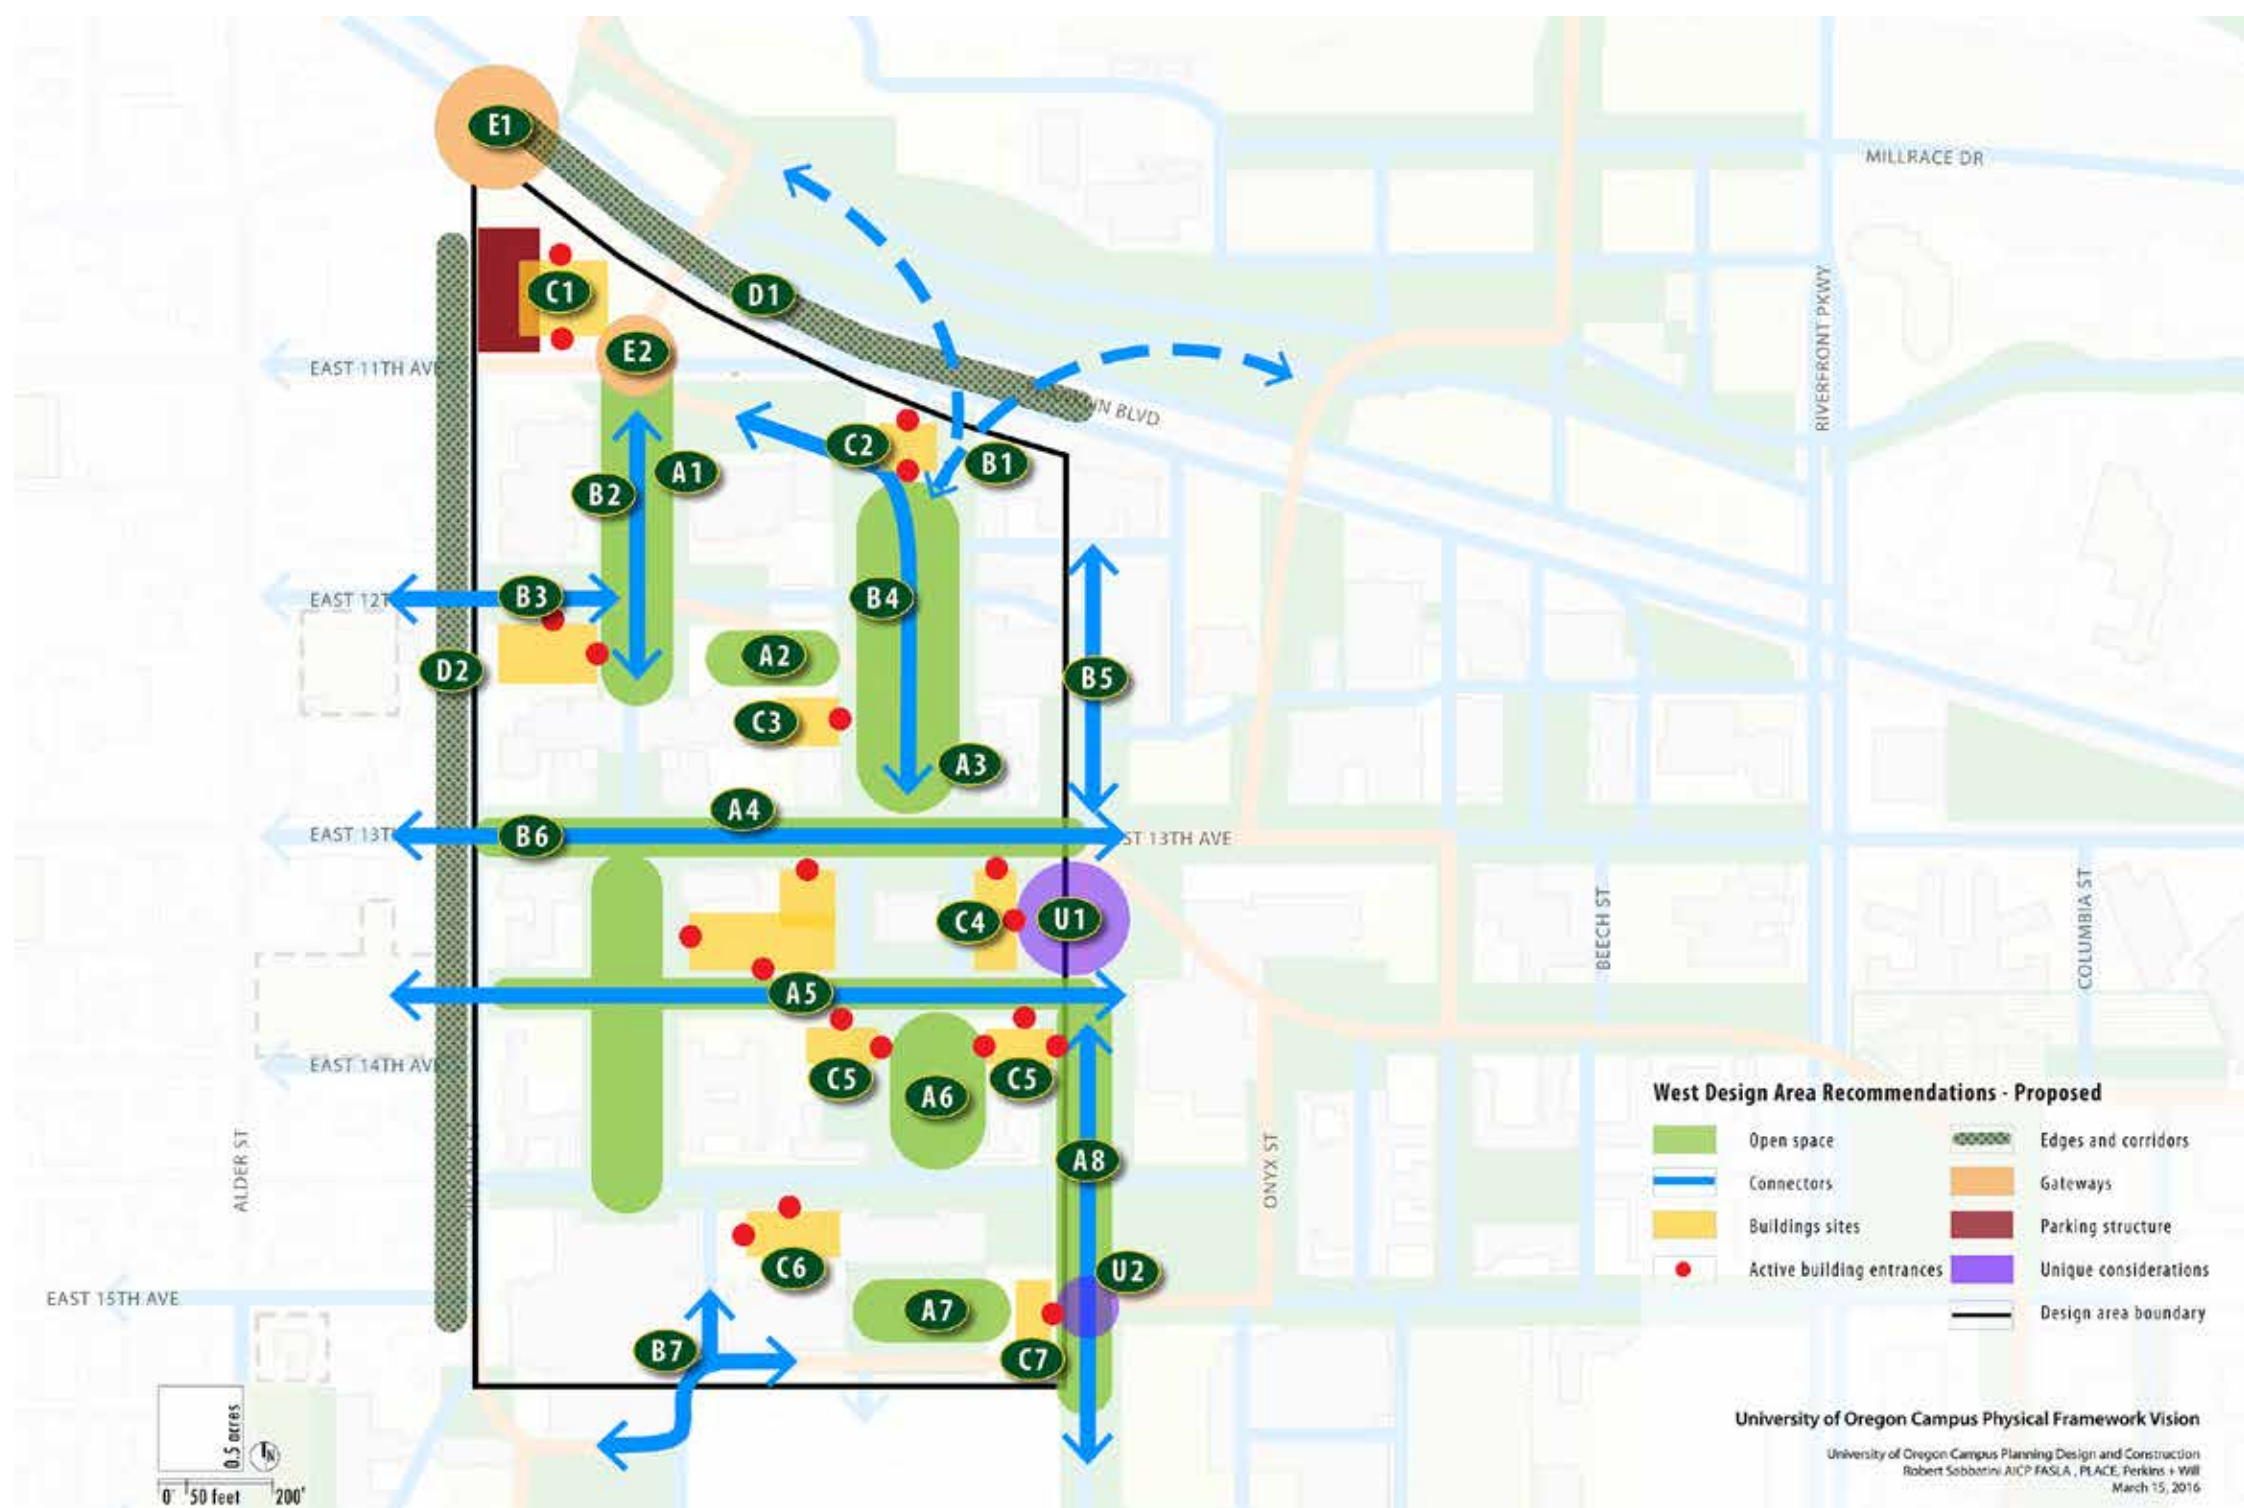 E1
MILLRACE DR
C1
D1
E2
EAST 11TH AV
RIVERFRONT PKWY
NN BLVD
C2
B1
A1
B2
B3
EAST 12T
B4
A2
D2
B5
C3
A3
A4
EAST 13T
B6
ST 13TH AVE
C4
U1
BEECH ST
COLUMBIA ST
A5
EAST 14TH AV
C5
C5
A6
ALDER ST
ONYX ST
A8
C6
U2
EAST 15TH AVE
A7
B7
C7
West Design Area Recommendations - Proposed
Open space
Connectors
Buildings sites
Active building entrances
Edges and corridors
Gateways
Parking structure
Unique considerations
Design area boundary
0.5 acres
N
0' 50 feet 200'
University of Oregon Campus Physical Framework Vision
University of Oregon Campus Planning Design and Construction
Robert Sabbatini AICP FASLA , PLACE, Perkins + Will
March 15, 2016